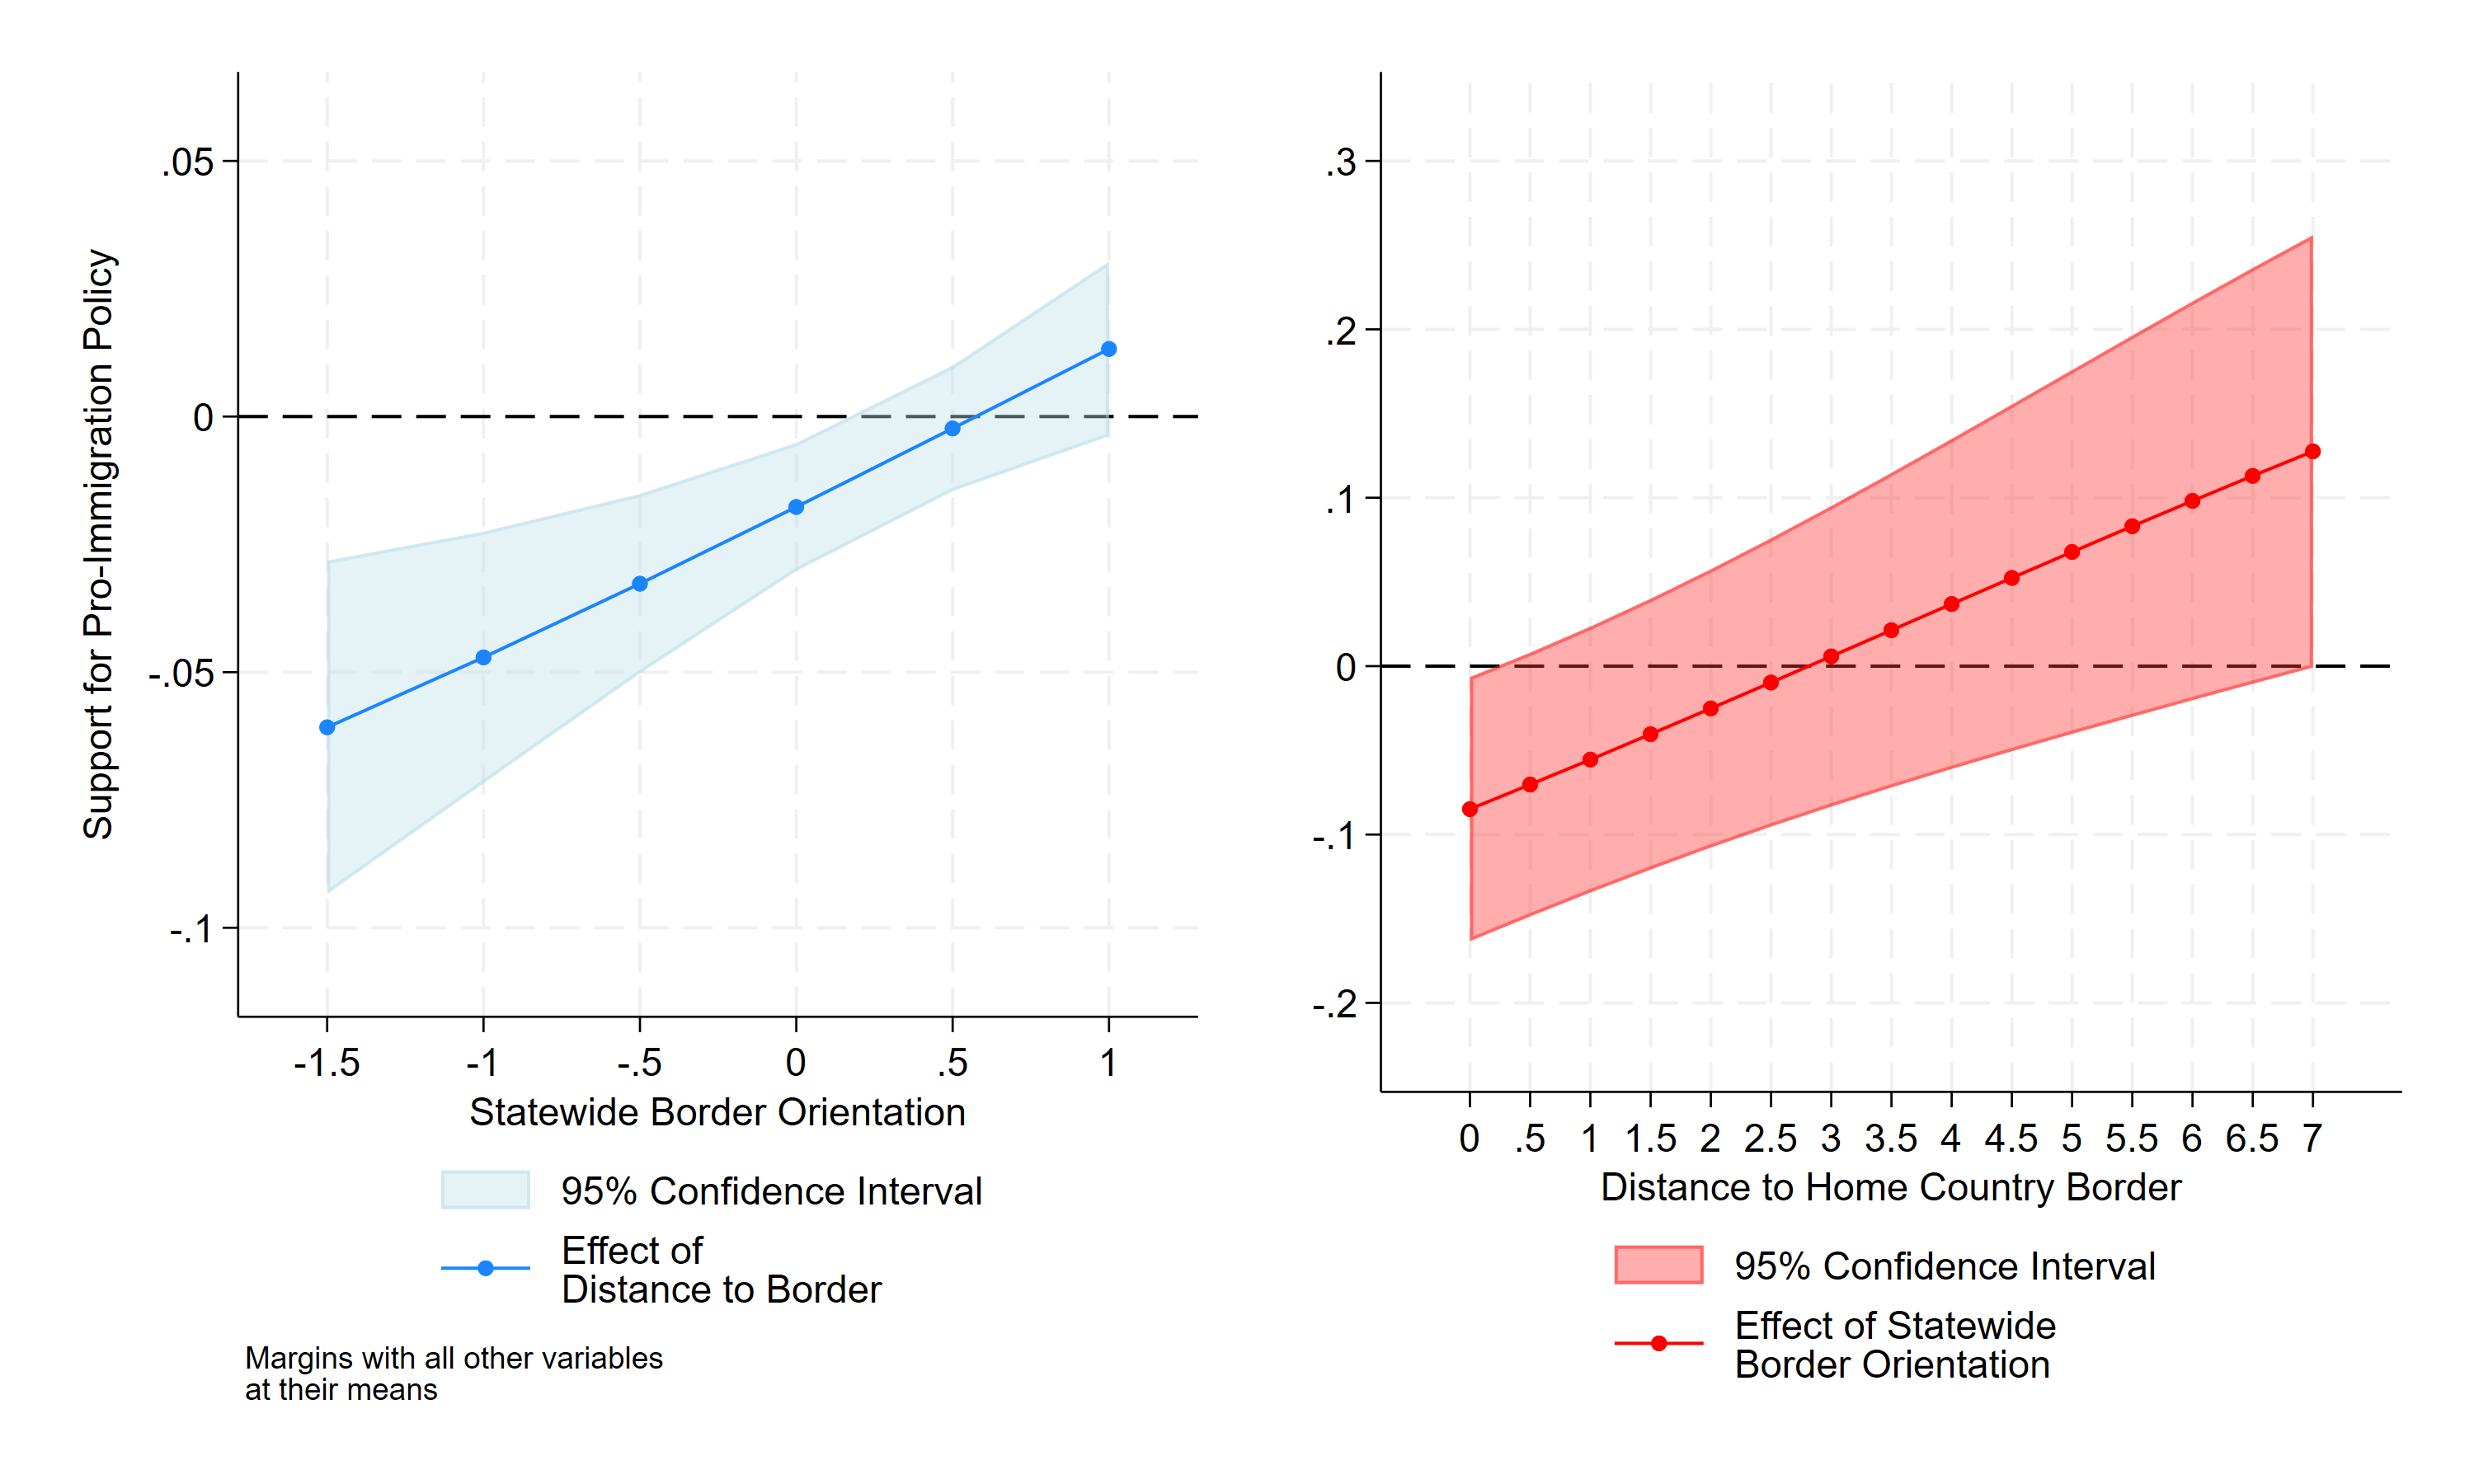 Support for Pro-Immigration Policy
.05
0
-.05
-.1
-1.5 -1 -.5 0 .5 1
Statewide Border Orientation
95% Confidence Interval
Effect of
Distance to Border
Margins with all other variables
at their means
.3
.2
.1
0
-.1
-.2
0 .5 1 1.5 2 2.5 3 3.5 4 4.5 5 5.5 6 6.5 7
Distance to Home Country Border
95% Confidence Interval
Effect of Statewide
Border Orientation